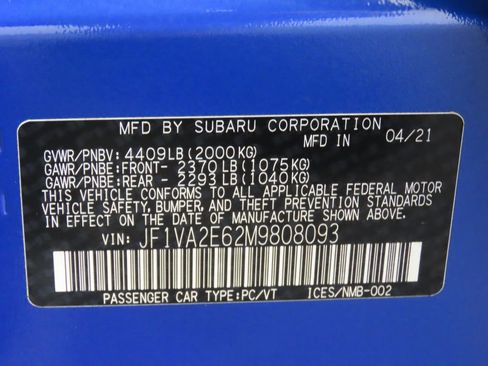 MFD BY SUBARU CORPORATION
MFD IN 04/21
GVWR/PNBV: 4409LB(2000KG)
GAWR/PNBE:FRONT- 2370LB(1075KG)
GAWR/PNBE:REAR - 2293LB(1040KG)
THIS VEHICLE CONFORMS TO ALL APPLICABLE FEDERAL MOTOR
VEHICLE SAFETY, BUMPER, AND THEFT PREVENTION STANDARDS
IN EFFECT ON THE DATE OF MANUFACTURE SHOWN ABOVE.
VIN: JF1VA2E62M9808093
PASSENGER CAR TYPE:PC/VT ICES/NMB-002